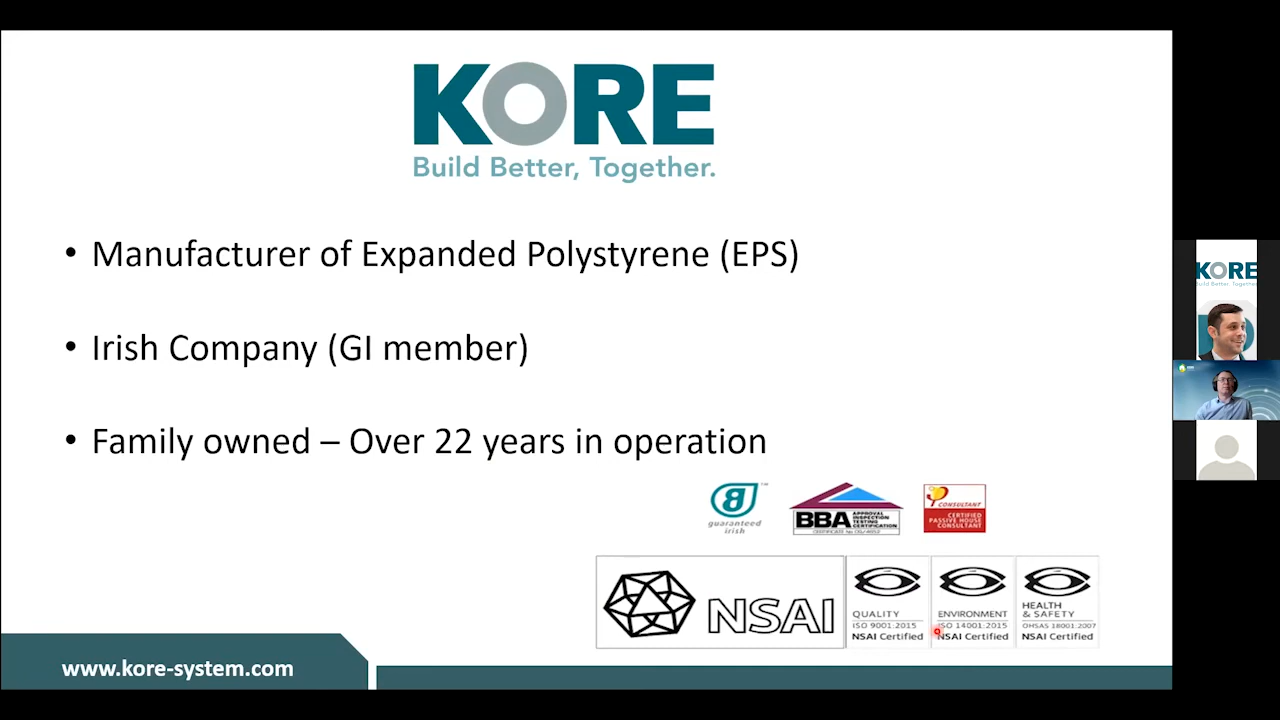 KORE
Build Better, Together.
• Manufacturer of Expanded Polystyrene (EPS)
• Irish Company (GI member)
• Family owned – Over 22 years in operation
guaranteed
irish
BBA
APPROVAL
INSPECTION
TESTING
CERTIFICATION
CONSULTANT
CERTIFIED
PASSIVE HOUSE
CONSULTANT
NSAI
QUALITY
ISO 9001:2015
NSAI Certified
ENVIRONMENT
ISO 14001:2015
NSAI Certified
HEALTH
& SAFETY
OHSAS 18001:2007
NSAI Certified
www.kore-system.com
KORE
Build Better, Together.